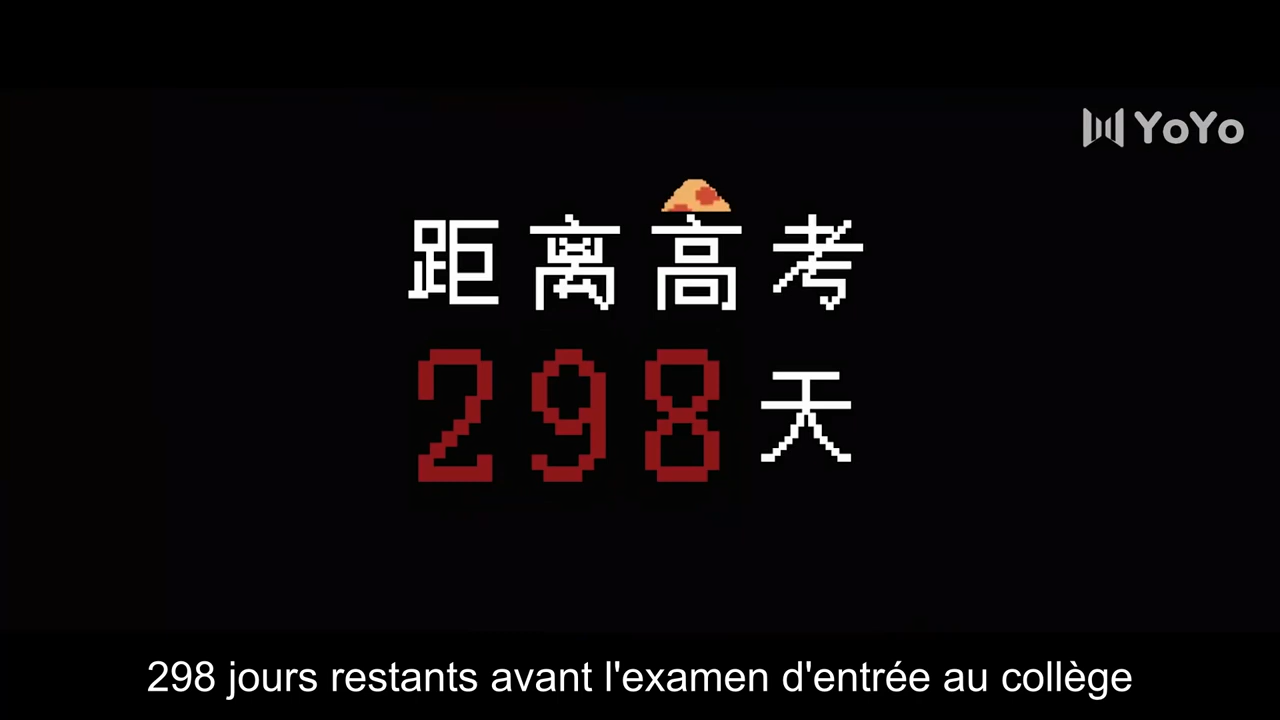 YoYo
距离高考
298天
298 jours restants avant l'examen d'entrée au collège